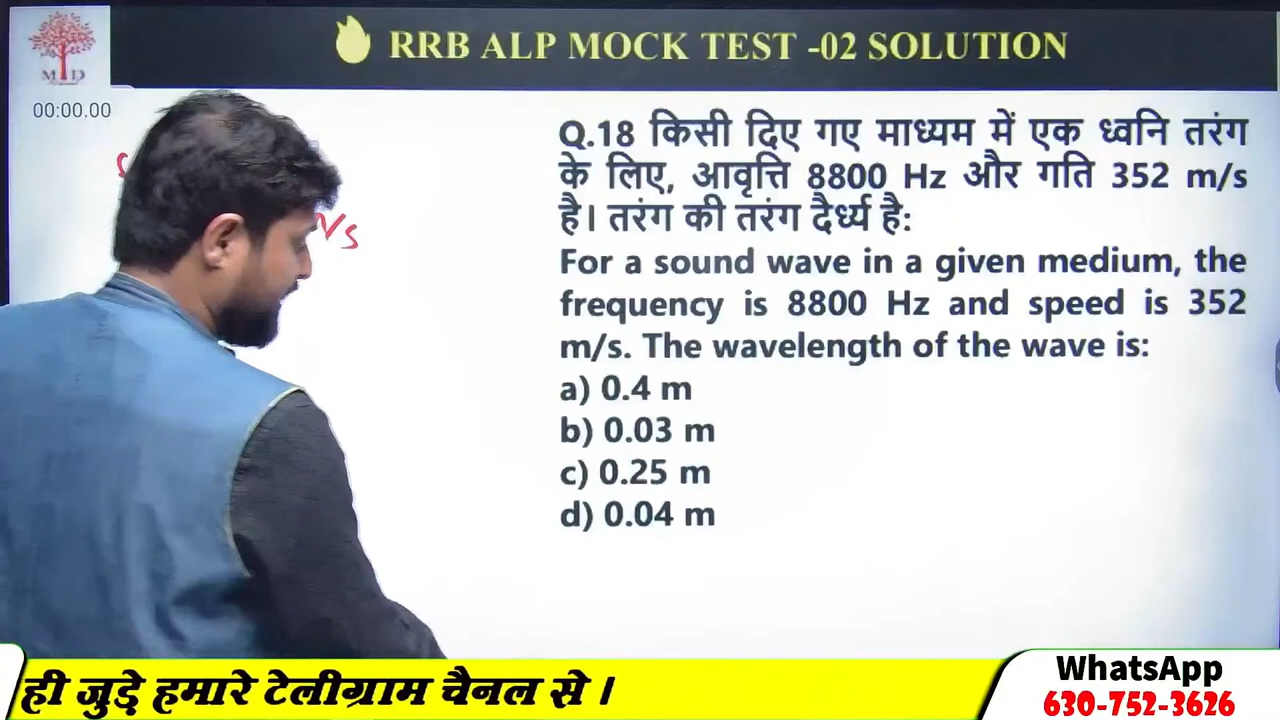 RRB ALP MOCK TEST -02 SOLUTION
00:00.00
Q.18 किसी दिए गए माध्यम में एक ध्वनि तरंग
के लिए, आवृत्ति 8800 Hz और गति 352 m/s
है। तरंग की तरंग दैर्ध्य है:
For a sound wave in a given medium, the
frequency is 8800 Hz and speed is 352
m/s. The wavelength of the wave is:
a) 0.4 m
b) 0.03 m
c) 0.25 m
d) 0.04 m
ही जुड़े हमारे टेलीग्राम चैनल से ।
WhatsApp
630-752-3626